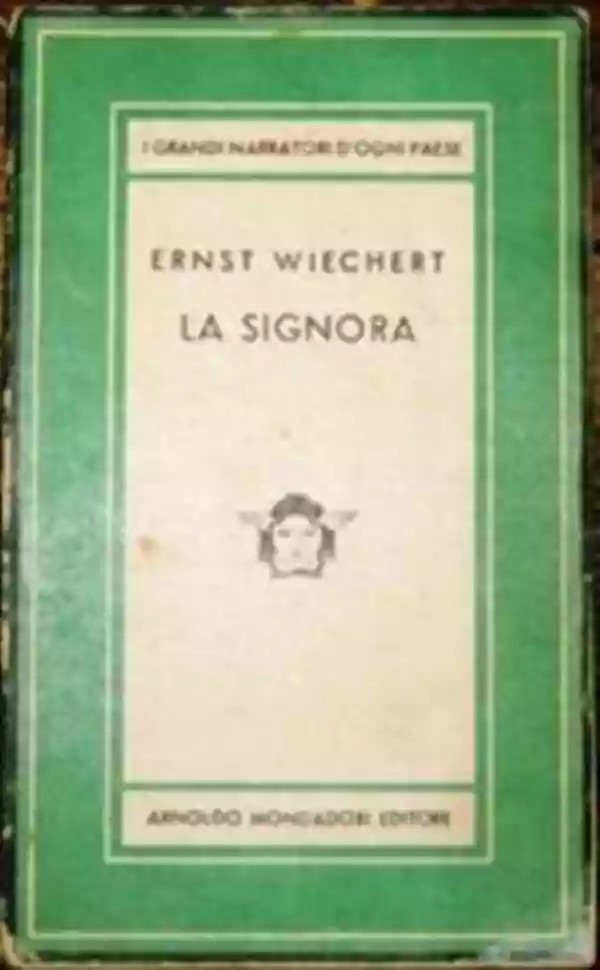 I GRANDI NARRATORI D'OGNI PAESE
ERNST WIECHERT
LA SIGNORA
ARNOLDO MONDADORI EDITORE